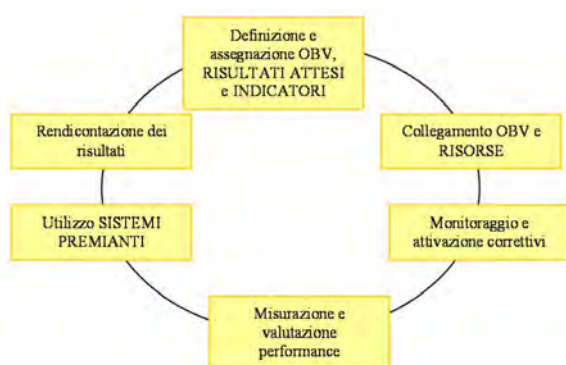 Definizione e
assegnazione OBV,
RISULTATI ATTESI
e INDICATORI
Collegamento OBV e
RISORSE
Monitoraggio e
attivazione correttivi
Misurazione e
valutazione
performance
Utilizzo SISTEMI
PREMIANTI
Rendicontazione dei
risultati